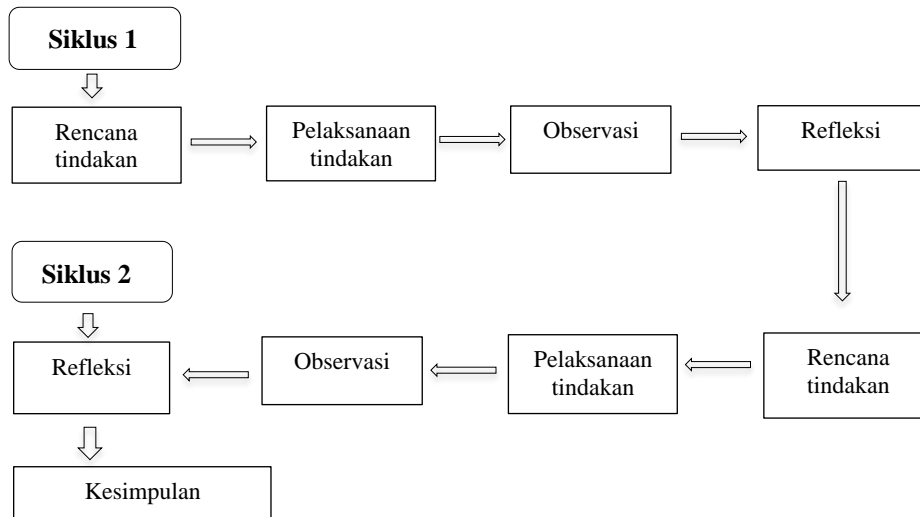 Siklus 1
Rencana
tindakan
Pelaksanaan
tindakan
Observasi
Refleksi
Siklus 2
Refleksi
Observasi
Pelaksanaan
tindakan
Rencana
tindakan
Kesimpulan